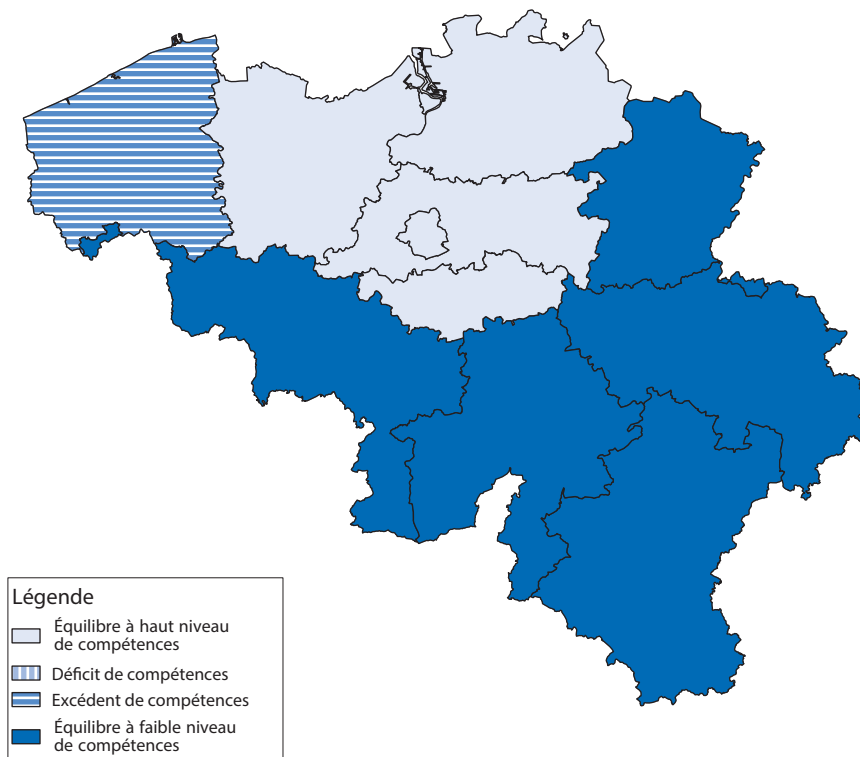 Légende
Équilibre à haut niveau
de compétences
Déficit de compétences
Excédent de compétences
Équilibre à faible niveau
de compétences